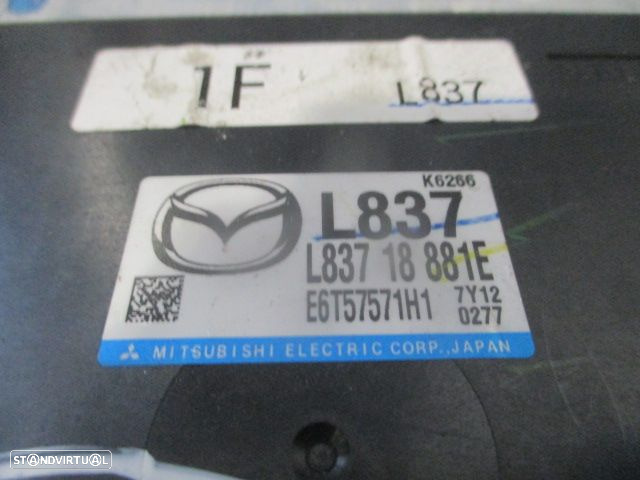 1F
L837
K6266
L837
L837 18 881E
E6T57571H1
7Y12
0277
MITSUBISHI ELECTRIC CORP., JAPAN
STANDVIRTUAL